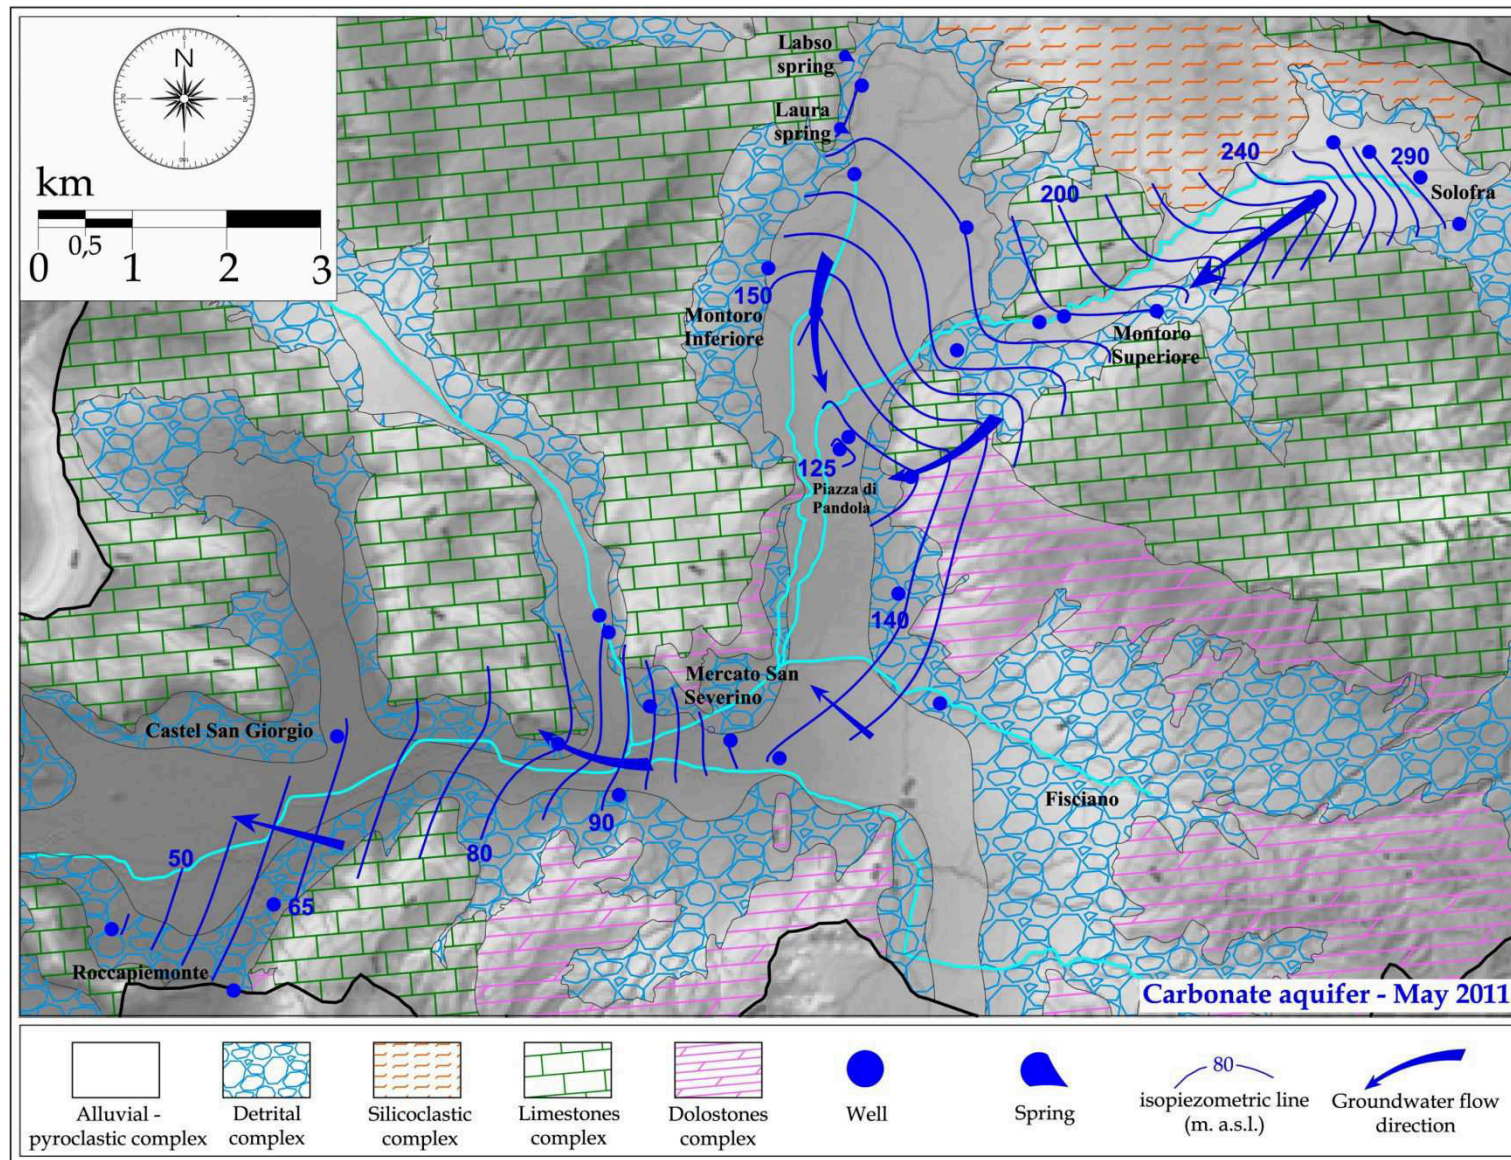 N
km
0,5
0 1 2 3
Labso
spring
Laura
spring
240
290
Solofra
200
150
Montoro
Inferiore
Montoro
Superiore
125
Piazza di
Pandola
140
Mercato San
Severino
Castel San Giorgio
Fisciano
90
80
50
65
Roccapiemonte
Carbonate aquifer - May 2011
Alluvial -
pyroclastic complex
Detrital
complex
Silicoclastic
complex
Limestones
complex
Dolostones
complex
Well
Spring
80
isopiezometric line
(m. a.s.l.)
Groundwater flow
direction